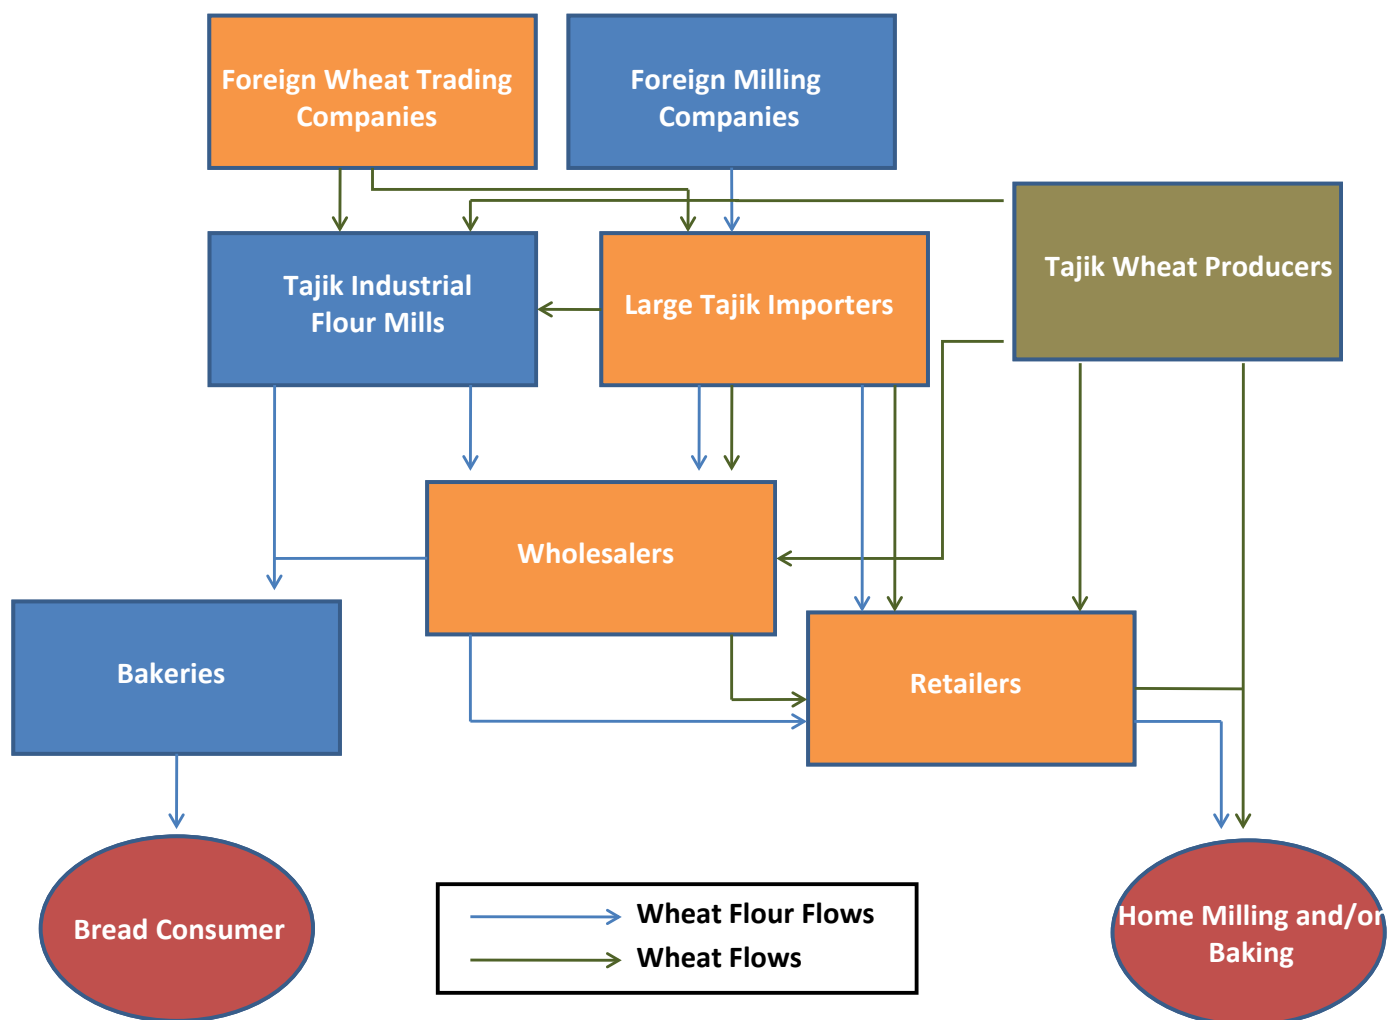 Foreign Wheat Trading
Companies
Foreign Milling
Companies
Tajik Wheat Producers
Tajik Industrial
Flour Mills
Large Tajik Importers
Wholesalers
Bakeries
Retailers
Bread Consumer
Wheat Flour Flows
Wheat Flows
Home Milling and/or
Baking